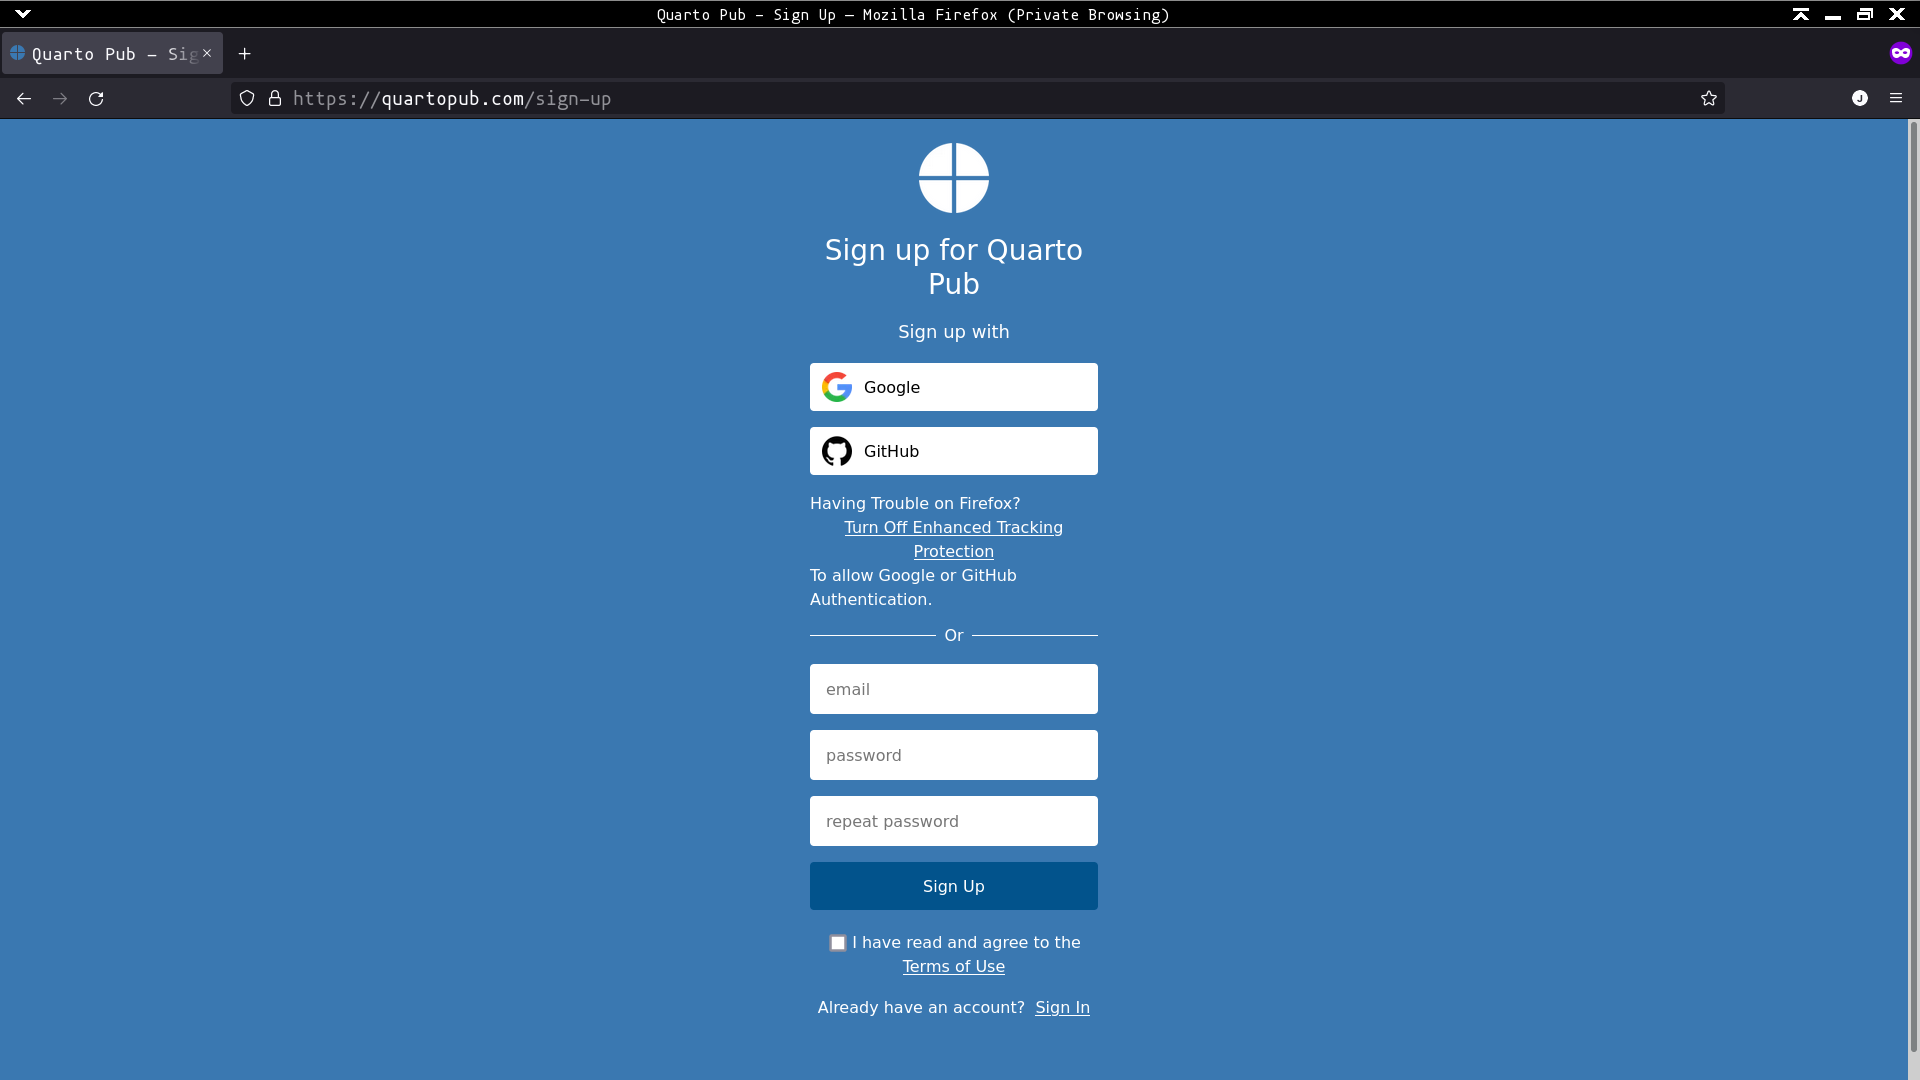 Quarto Pub – Sign Up — Mozilla Firefox (Private Browsing)
Quarto Pub – Sig
https://quartopub.com/sign-up
J
Sign up for Quarto
Pub
Sign up with
Google
GitHub
Having Trouble on Firefox?
Turn Off Enhanced Tracking
Protection
To allow Google or GitHub
Authentication.
Or
email
password
repeat password
Sign Up
I have read and agree to the
Terms of Use
Already have an account? Sign In